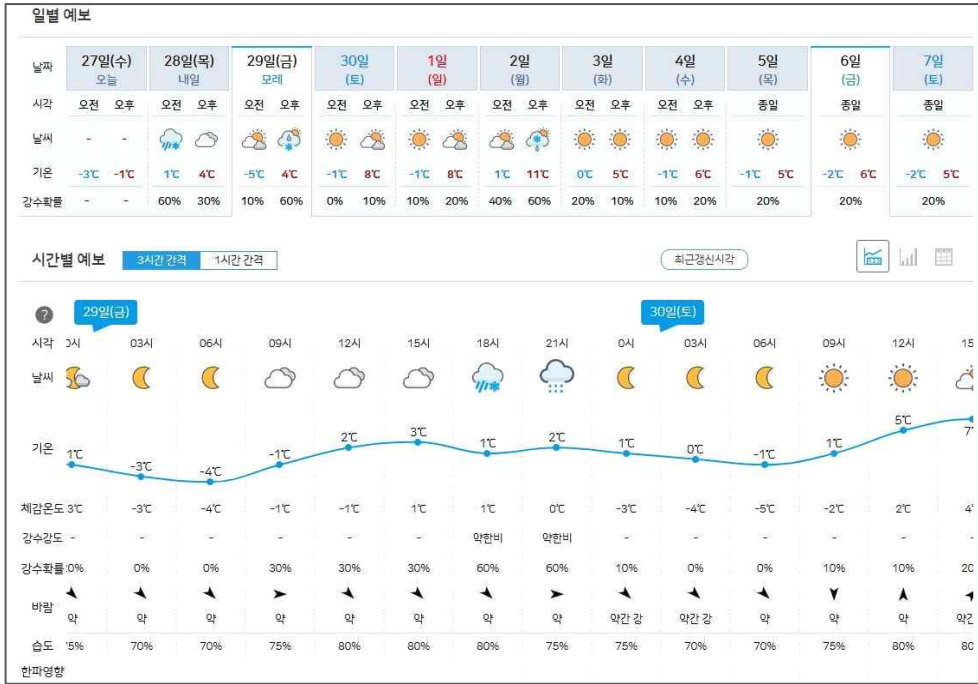 일별 예보
날짜 27일(수) 28일(목) 29일(금) 30일 1일 2일 3일 4일 5일 6일 7일
오늘 내일 모레 (토) (일) (월) (화) (수) (목) (금) (토)
시각 오전 오후 오전 오후 오전 오후 오전 오후 오전 오후 오전 오후 오전 오후 오전 오후 종일 종일 종일
날씨 - -
기온 -3℃ -1℃ 1℃ 4℃ -5℃ 4℃ -1℃ 8℃ -1℃ 8℃ 1℃ 11℃ 0℃ 5℃ -1℃ 6℃ -1℃ 5℃ -2℃ 6℃ -2℃ 5℃
강수확률 - - 60% 30% 10% 60% 0% 10% 10% 20% 40% 60% 20% 10% 10% 20% 20% 20% 20%
시간별 예보 3시간 간격 1시간 간격 최근갱신시각
? 29일(금) 30일(토)
시각 0시 03시 06시 09시 12시 15시 18시 21시 0시 03시 06시 09시 12시 15
날씨
기온 1℃ -3℃ -4℃ -1℃ 2℃ 3℃ 1℃ 2℃ 1℃ 0℃ -1℃ 1℃ 5℃ 7
체감온도 3℃ -3℃ -4℃ -1℃ -1℃ 1℃ 1℃ 0℃ -3℃ -4℃ -5℃ -2℃ 2℃ 4
강수강도 - - - - - - 약한비 약한비 - - - - - -
강수확률 0% 0% 0% 30% 30% 30% 60% 60% 10% 0% 0% 10% 10% 20
바람
약 약 약 약 약 약 약 약 약간 강 약간 강 약 약 약 약간
습도 5% 70% 70% 75% 80% 80% 80% 75% 75% 70% 70% 75% 80% 80
한파영향